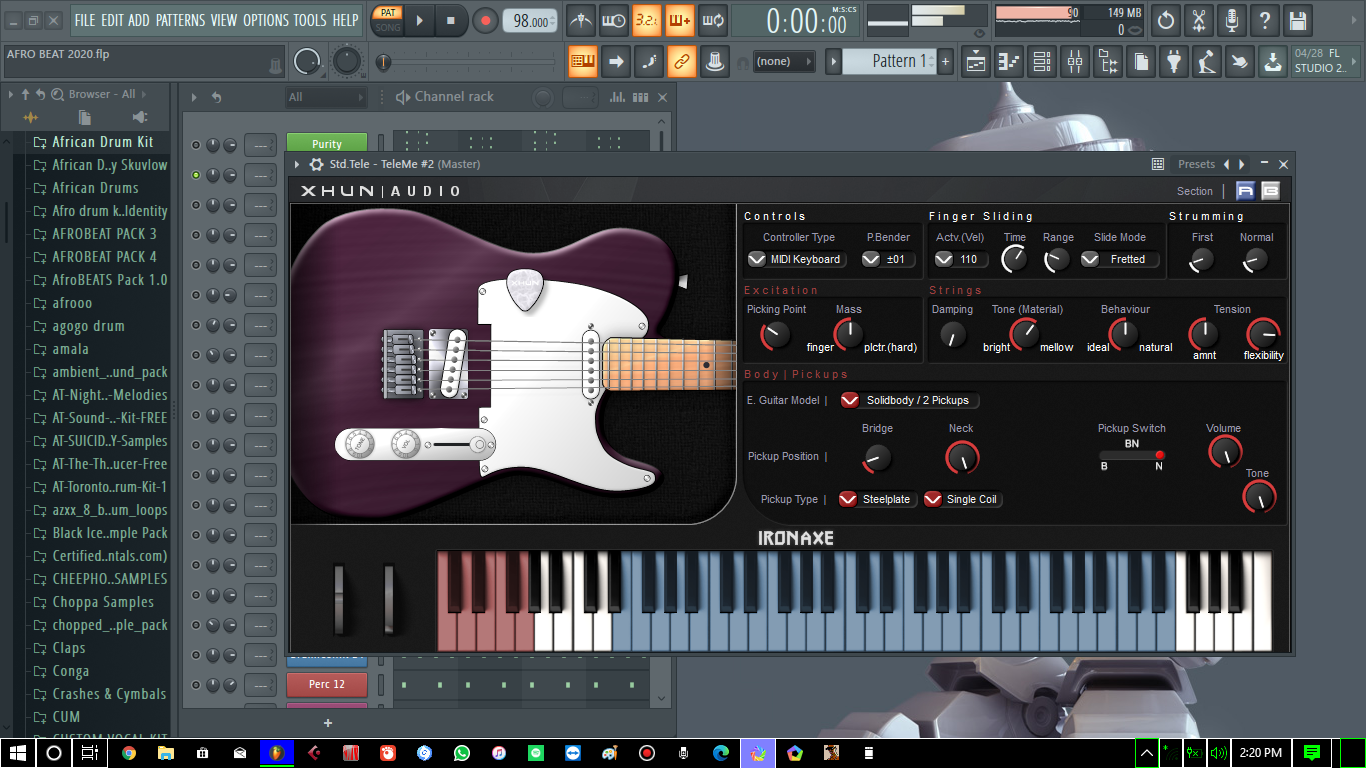 FILE EDIT ADD PATTERNS VIEW OPTIONS TOOLS HELP
PAT
SONG
98.000
3.2.
0:00:00
M:S:CS
90
149 MB
0
AFRO BEAT 2020.flp
(none)
Pattern 1
+
04/28 FL
STUDIO 2..
Browser - All
All
Channel rack
African Drum Kit
African D..y Skuvlow
African Drums
Afro drum k..Identity
AFROBEAT PACK 3
AFROBEAT PACK 4
AfroBEATS Pack 1.0
afrooo
agogo drum
amala
ambient_..und_pack
AT-Night..-Melodies
AT-Sound-..-Kit-FREE
AT-SUICID..Y-Samples
AT-The-Th..ucer-Free
AT-Toronto..rum-Kit-1
azxx_8_b..um_loops
Black Ice..mple Pack
Certified..ntals.com)
CHEEPHO..SAMPLES
Choppa Samples
chopped_..ple_pack
Claps
Conga
Crashes & Cymbals
CUM
CUSTOM VOCAL KIT
Purity
Perc 12
+
Std.Tele - TeleMe #2 (Master)
Presets
XHUN | AUDIO
Section | A B
XHUN
TONE
VOL
Controls
Controller Type
P.Bender
MIDI Keyboard
±01
Finger Sliding
Actv.(Vel)
Time
Range
Slide Mode
110
Fretted
Strumming
First
Normal
Excitation
Picking Point
Mass
finger
plctr.(hard)
Strings
Damping
Tone (Material)
Behaviour
Tension
bright
mellow
ideal
natural
amnt
flexibility
Body | Pickups
E. Guitar Model |
Solidbody / 2 Pickups
Bridge
Neck
Pickup Switch
Volume
BN
Pickup Position |
B
N
Tone
Pickup Type |
Steelplate
Single Coil
IRONAXE
2:20 PM